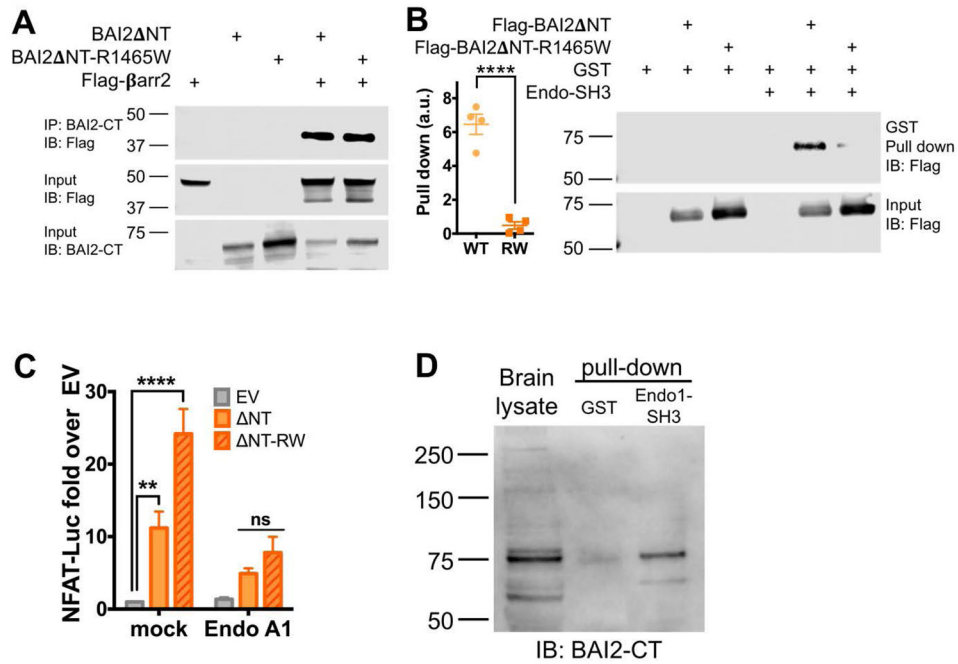 A
BAI2ΔNT + +
BAI2ΔNT-R1465W + +
Flag-βarr2 + + +
IP: BAI2-CT
IB: Flag
50
37
Input
IB: Flag
50
37
Input
IB: BAI2-CT
75
B
Flag-BAI2ΔNT + +
Flag-BAI2ΔNT-R1465W + +
GST + + + + + +
Endo-SH3 + + +
****
Pull down (a.u.)
8
6
4
2
0
WT RW
75
50
GST
Pull down
IB: Flag
75
50
Input
IB: Flag
C
NFAT-Luc fold over EV
30
20
10
0
****
**
ns
EV
ΔNT
ΔNT-RW
mock Endo A1
D
Brain
lysate
pull-down
GST
Endo1-
SH3
250
150
75
50
IB: BAI2-CT